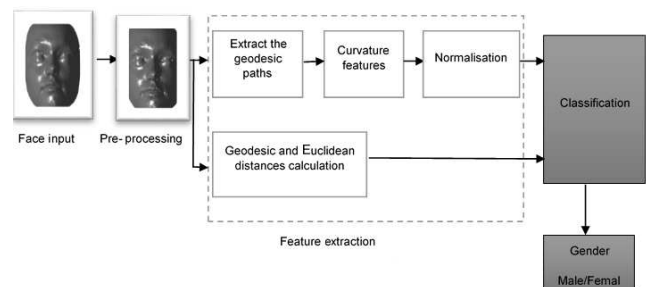 Extract the
geodesic
paths
Curvature
features
Normalisation
Classification
Face input
Pre- processing
Geodesic and Euclidean
distances calculation
Feature extraction
Gender
Male/Femal